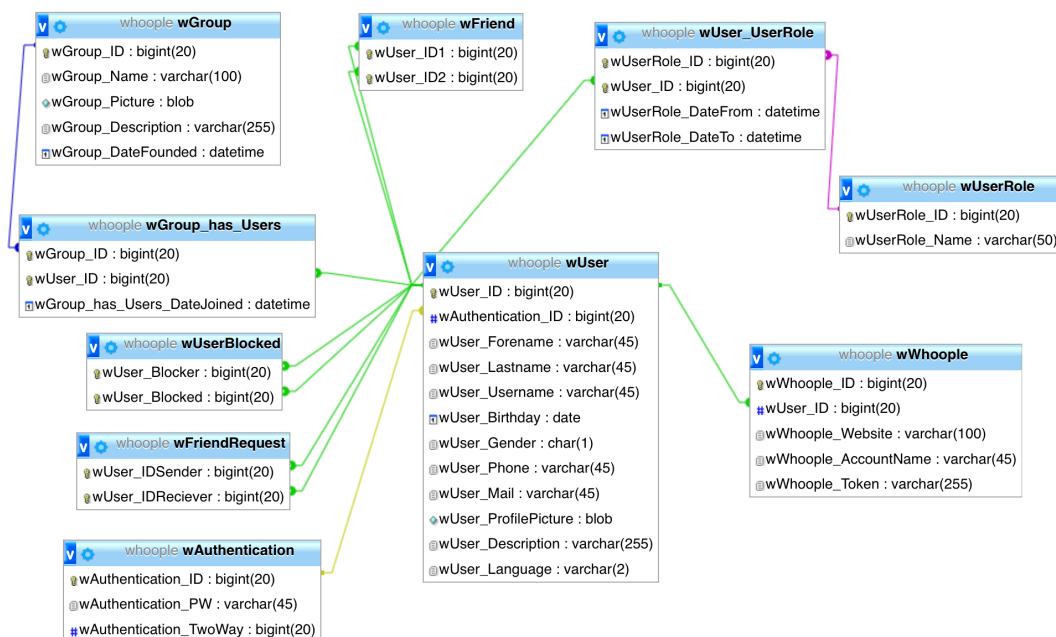 whoople wGroup
wGroup_ID : bigint(20)
wGroup_Name : varchar(100)
wGroup_Picture : blob
wGroup_Description : varchar(255)
wGroup_DateFounded : datetime
whoople wFriend
wUser_ID1 : bigint(20)
wUser_ID2 : bigint(20)
whoople wUser_UserRole
wUserRole_ID : bigint(20)
wUser_ID : bigint(20)
wUserRole_DateFrom : datetime
wUserRole_DateTo : datetime
whoople wUserRole
wUserRole_ID : bigint(20)
wUserRole_Name : varchar(50)
whoople wGroup_has_Users
wGroup_ID : bigint(20)
wUser_ID : bigint(20)
wGroup_has_Users_DateJoined : datetime
whoople wUser
wUser_ID : bigint(20)
wAuthentication_ID : bigint(20)
wUser_Forename : varchar(45)
wUser_Lastname : varchar(45)
wUser_Username : varchar(45)
wUser_Birthday : date
wUser_Gender : char(1)
wUser_Phone : varchar(45)
wUser_Mail : varchar(45)
wUser_ProfilePicture : blob
wUser_Description : varchar(255)
wUser_Language : varchar(2)
whoople wUserBlocked
wUser_Blocker : bigint(20)
wUser_Blocked : bigint(20)
whoople wWhoople
wWhoople_ID : bigint(20)
wUser_ID : bigint(20)
wWhoople_Website : varchar(100)
wWhoople_AccountName : varchar(45)
wWhoople_Token : varchar(255)
whoople wFriendRequest
wUser_IDSender : bigint(20)
wUser_IDReciever : bigint(20)
whoople wAuthentication
wAuthentication_ID : bigint(20)
wAuthentication_PW : varchar(45)
wAuthentication_TwoWay : bigint(20)